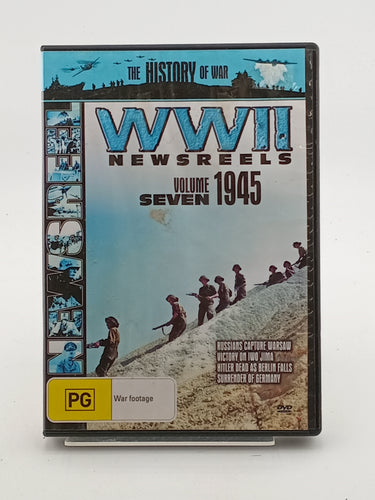 THE HISTORY OF WAR
WWII
NEWSREELS
VOLUME
SEVEN 1945
NEWSREEL
RUSSIANS CAPTURE WARSAW
VICTORY ON IWO JIMA
HITLER DEAD AS BERLIN FALLS
SURRENDER OF GERMANY
PG
War footage
DVD